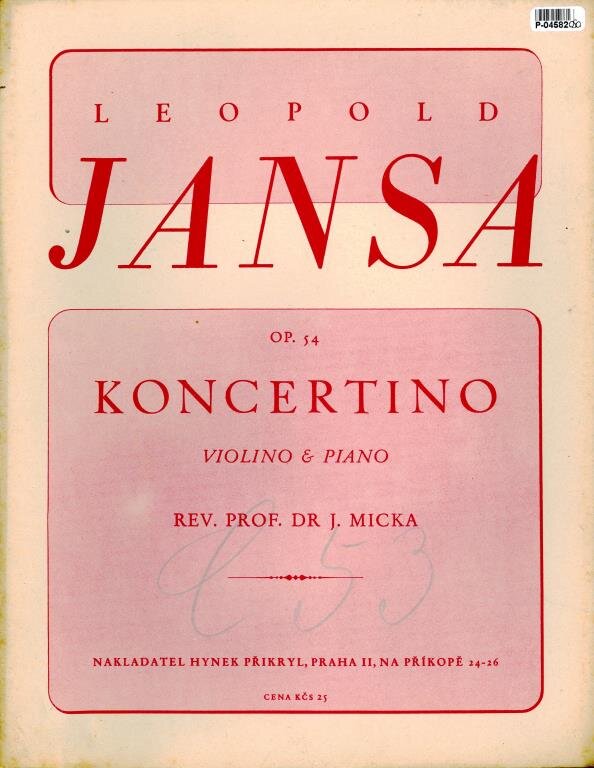 P-04582
LEOPOLD
JANSA
OP. 54
KONCERTINO
VIOLINO & PIANO
REV. PROF. DR J. MICKA
53
NAKLADATEL HYNEK PŘIKRYL, PRAHA II, NA PŘÍKOPĚ 24-26
CENA KČS 25